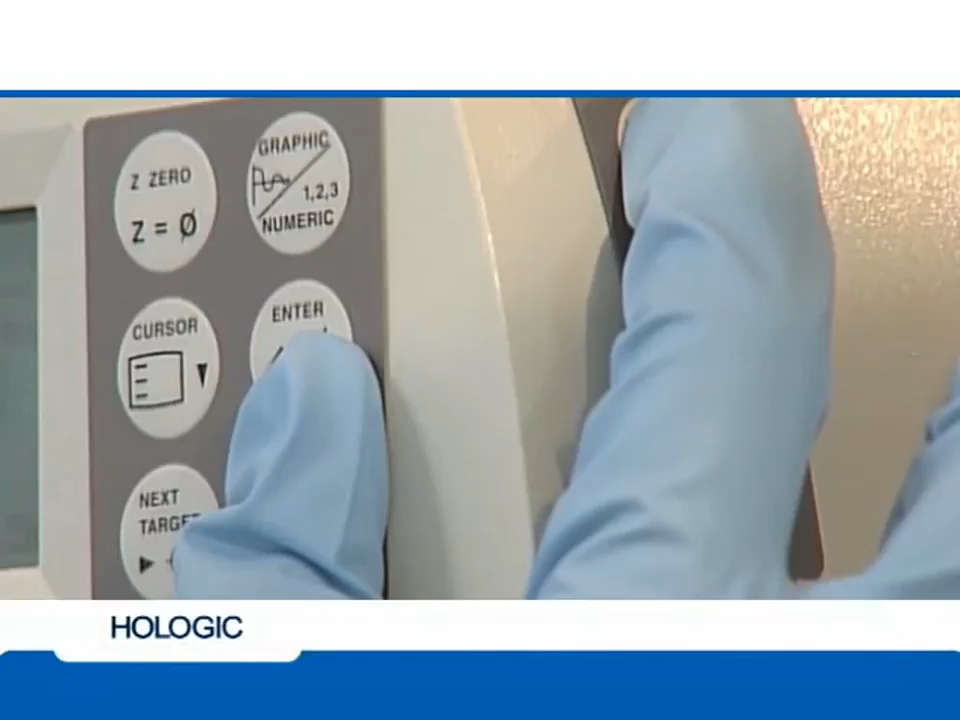 Z ZERO
Z = Ø
GRAPHIC
1,2,3
NUMERIC
CURSOR
ENTER
NEXT
TARGET
HOLOGIC